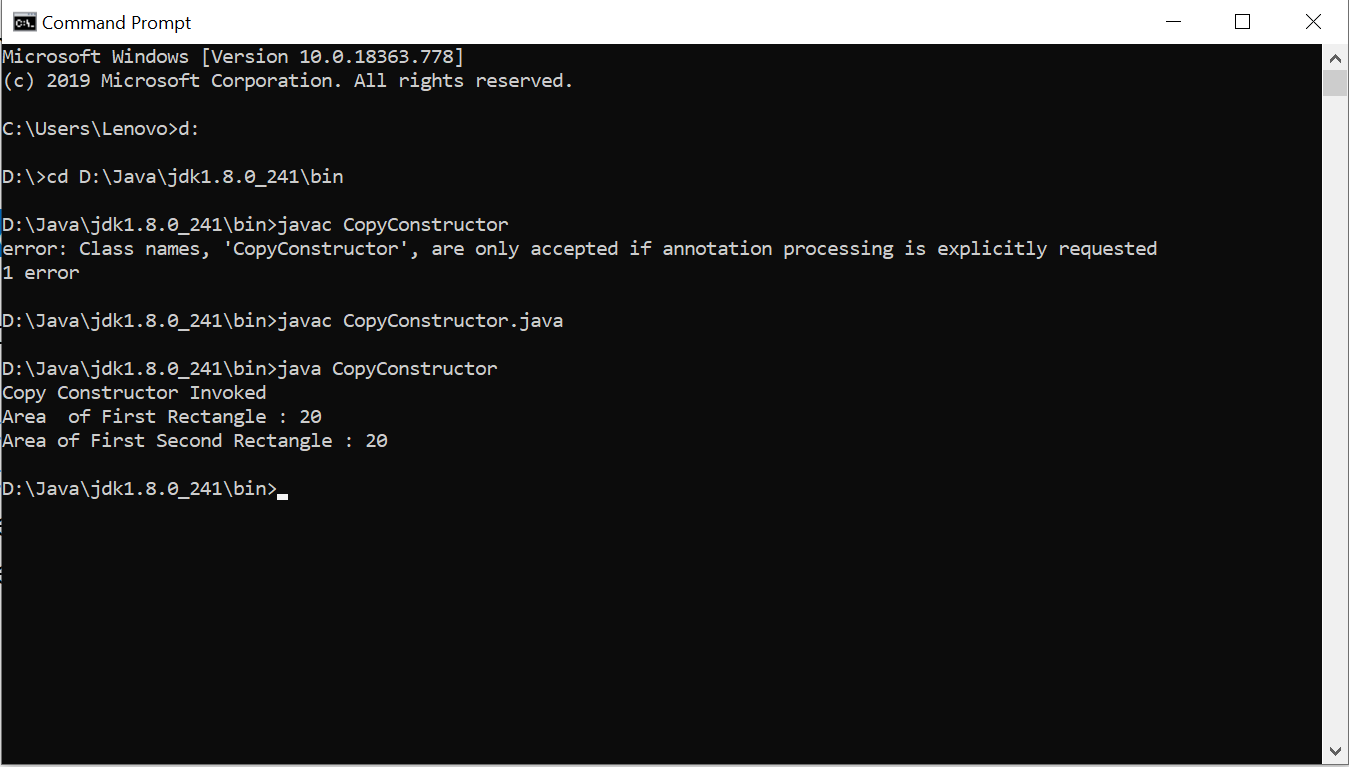 Command Prompt
Microsoft Windows [Version 10.0.18363.778]
(c) 2019 Microsoft Corporation. All rights reserved.
C:\Users\Lenovo>d:
D:\>cd D:\Java\jdk1.8.0_241\bin
D:\Java\jdk1.8.0_241\bin>javac CopyConstructor
error: Class names, 'CopyConstructor', are only accepted if annotation processing is explicitly requested
1 error
D:\Java\jdk1.8.0_241\bin>javac CopyConstructor.java
D:\Java\jdk1.8.0_241\bin>java CopyConstructor
Copy Constructor Invoked
Area  of First Rectangle : 20
Area of First Second Rectangle : 20
D:\Java\jdk1.8.0_241\bin>